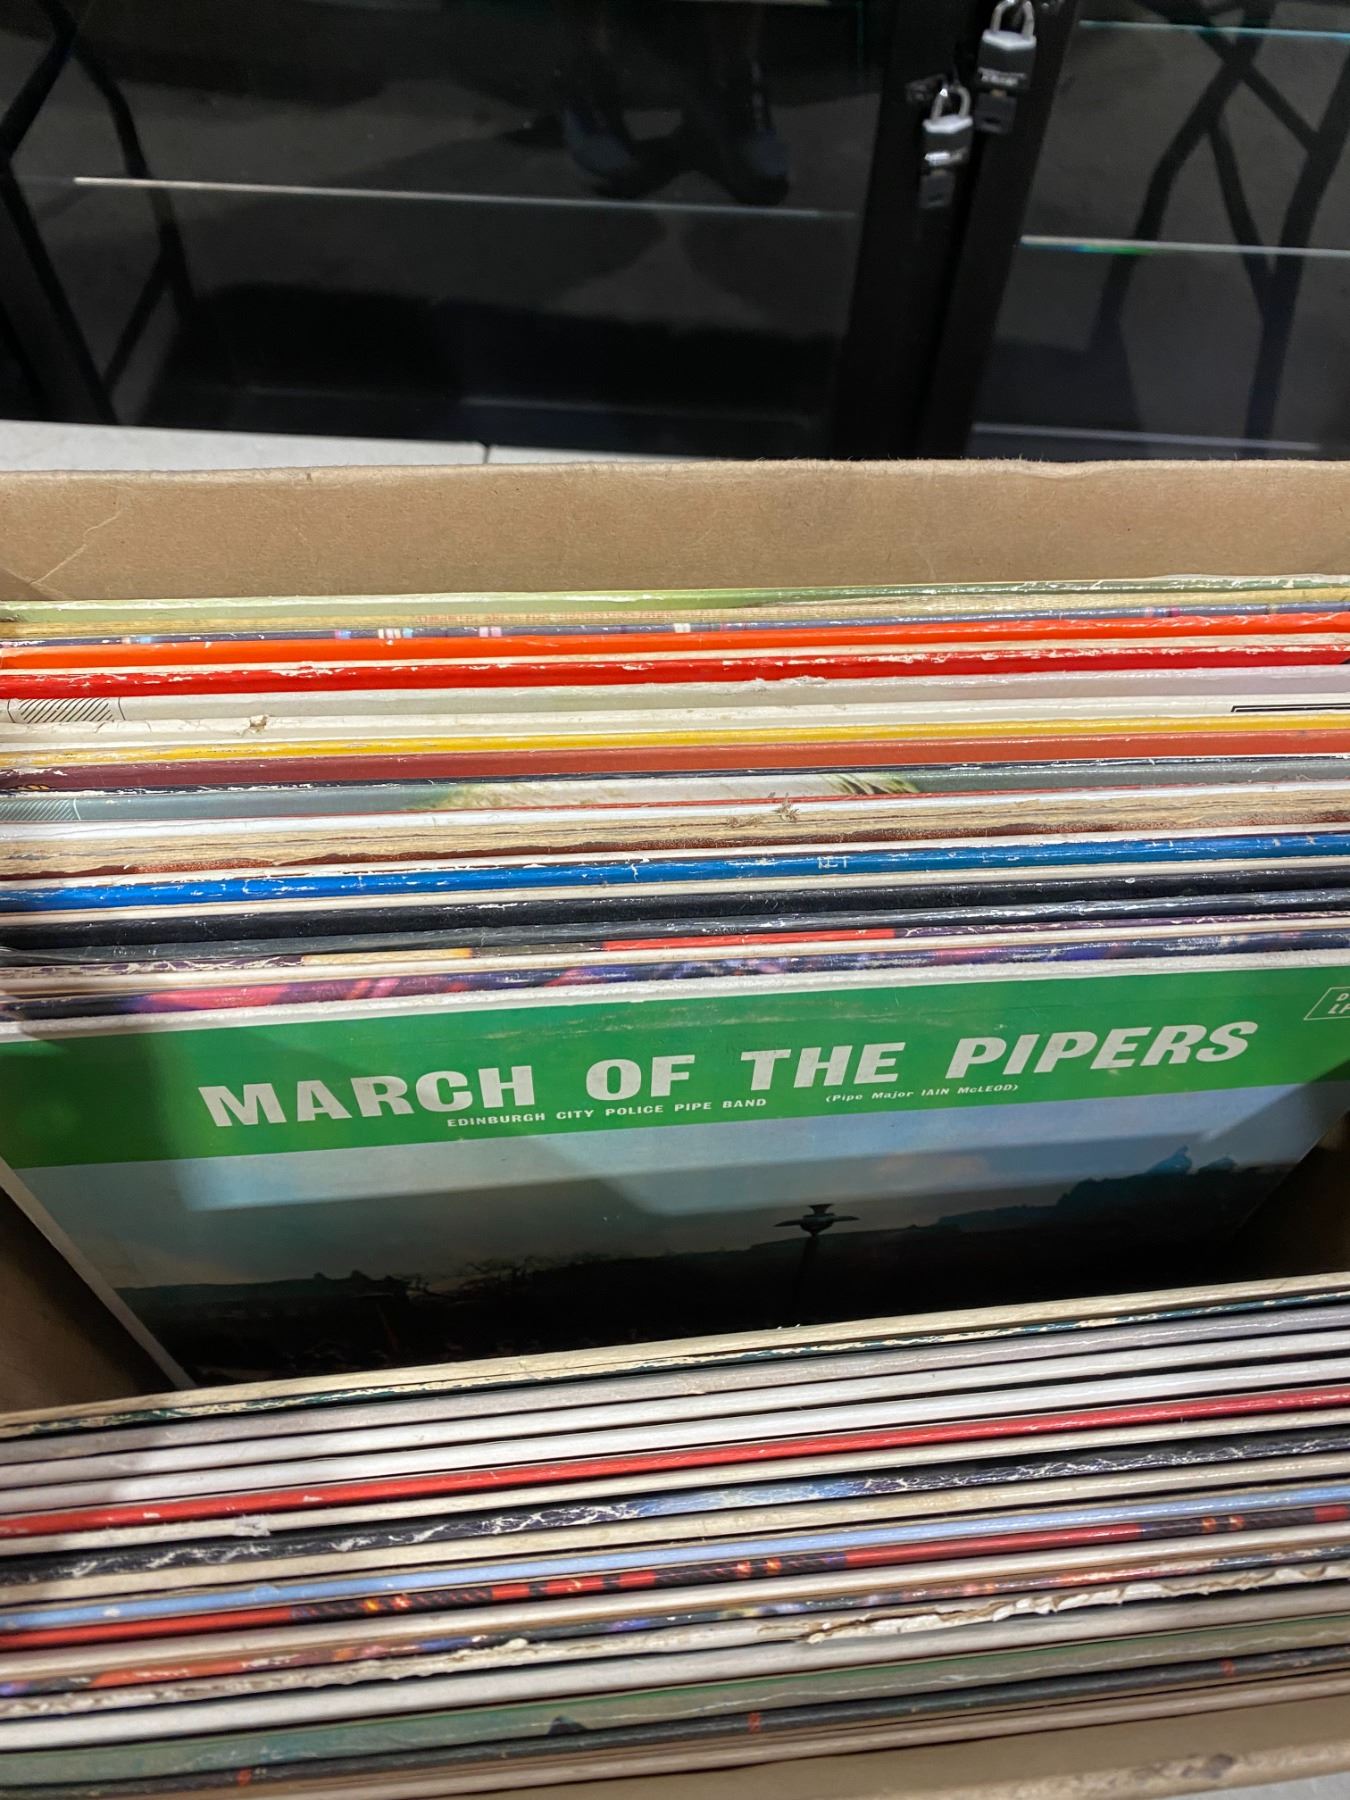 MARCH OF THE PIPERS
EDINBURGH CITY POLICE PIPE BAND (Pipe Major IAIN McLEOD)